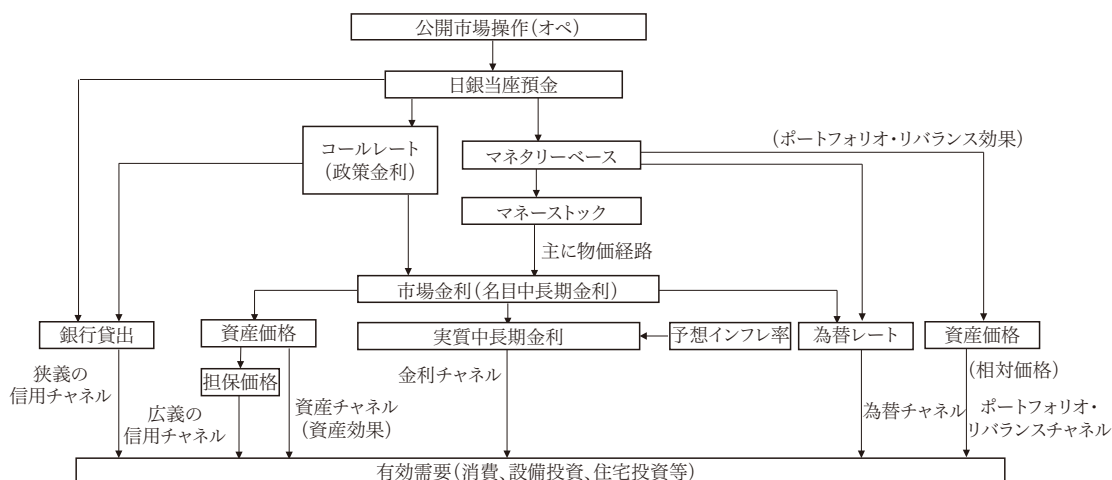 公開市場操作（オペ）
日銀当座預金
コールレート
（政策金利）
マネタリーベース
（ポートフォリオ・リバランス効果）
マネーストック
主に物価経路
市場金利（名目中長期金利）
銀行貸出
資産価格
実質中長期金利
予想インフレ率
為替レート
資産価格
担保価格
（相対価格）
狭義の
信用チャネル
広義の
信用チャネル
資産チャネル
（資産効果）
金利チャネル
為替チャネル
ポートフォリオ・
リバランスチャネル
有効需要（消費、設備投資、住宅投資等）